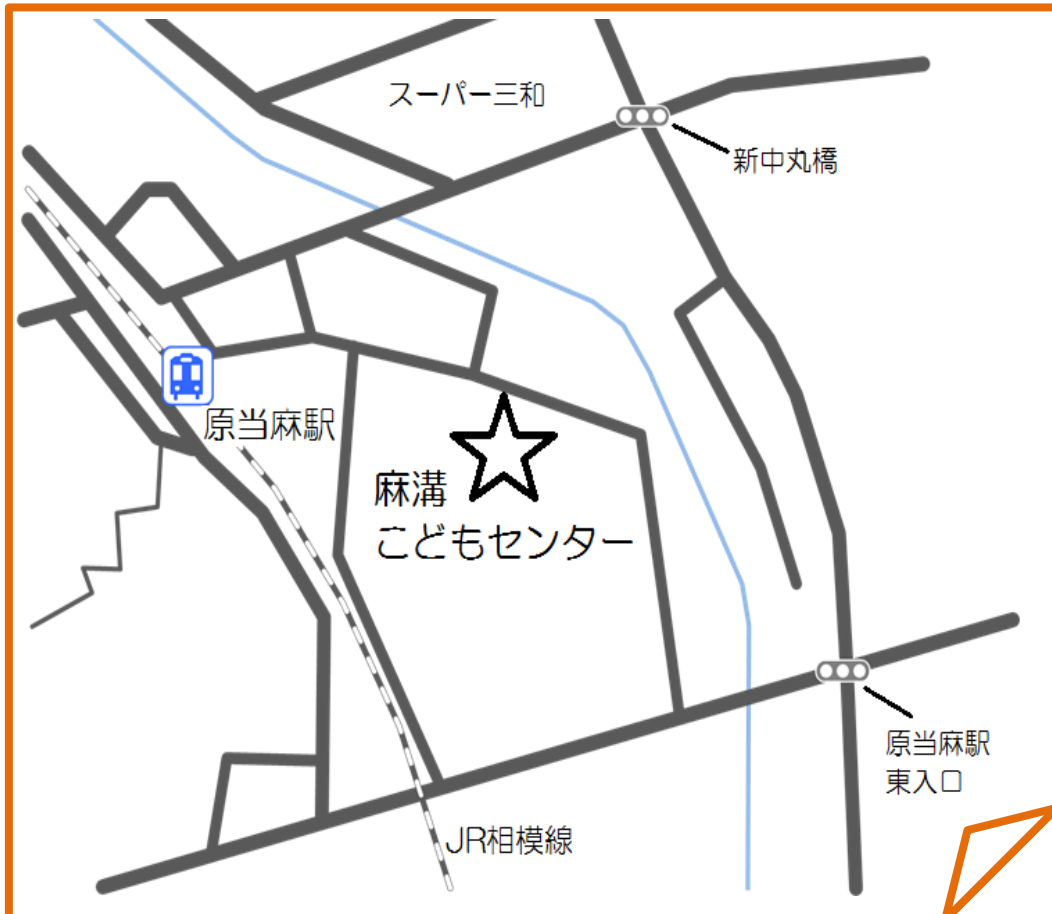 スーパー三和
新中丸橋
原当麻駅
麻溝
こどもセンター
原当麻駅
東入口
JR相模線